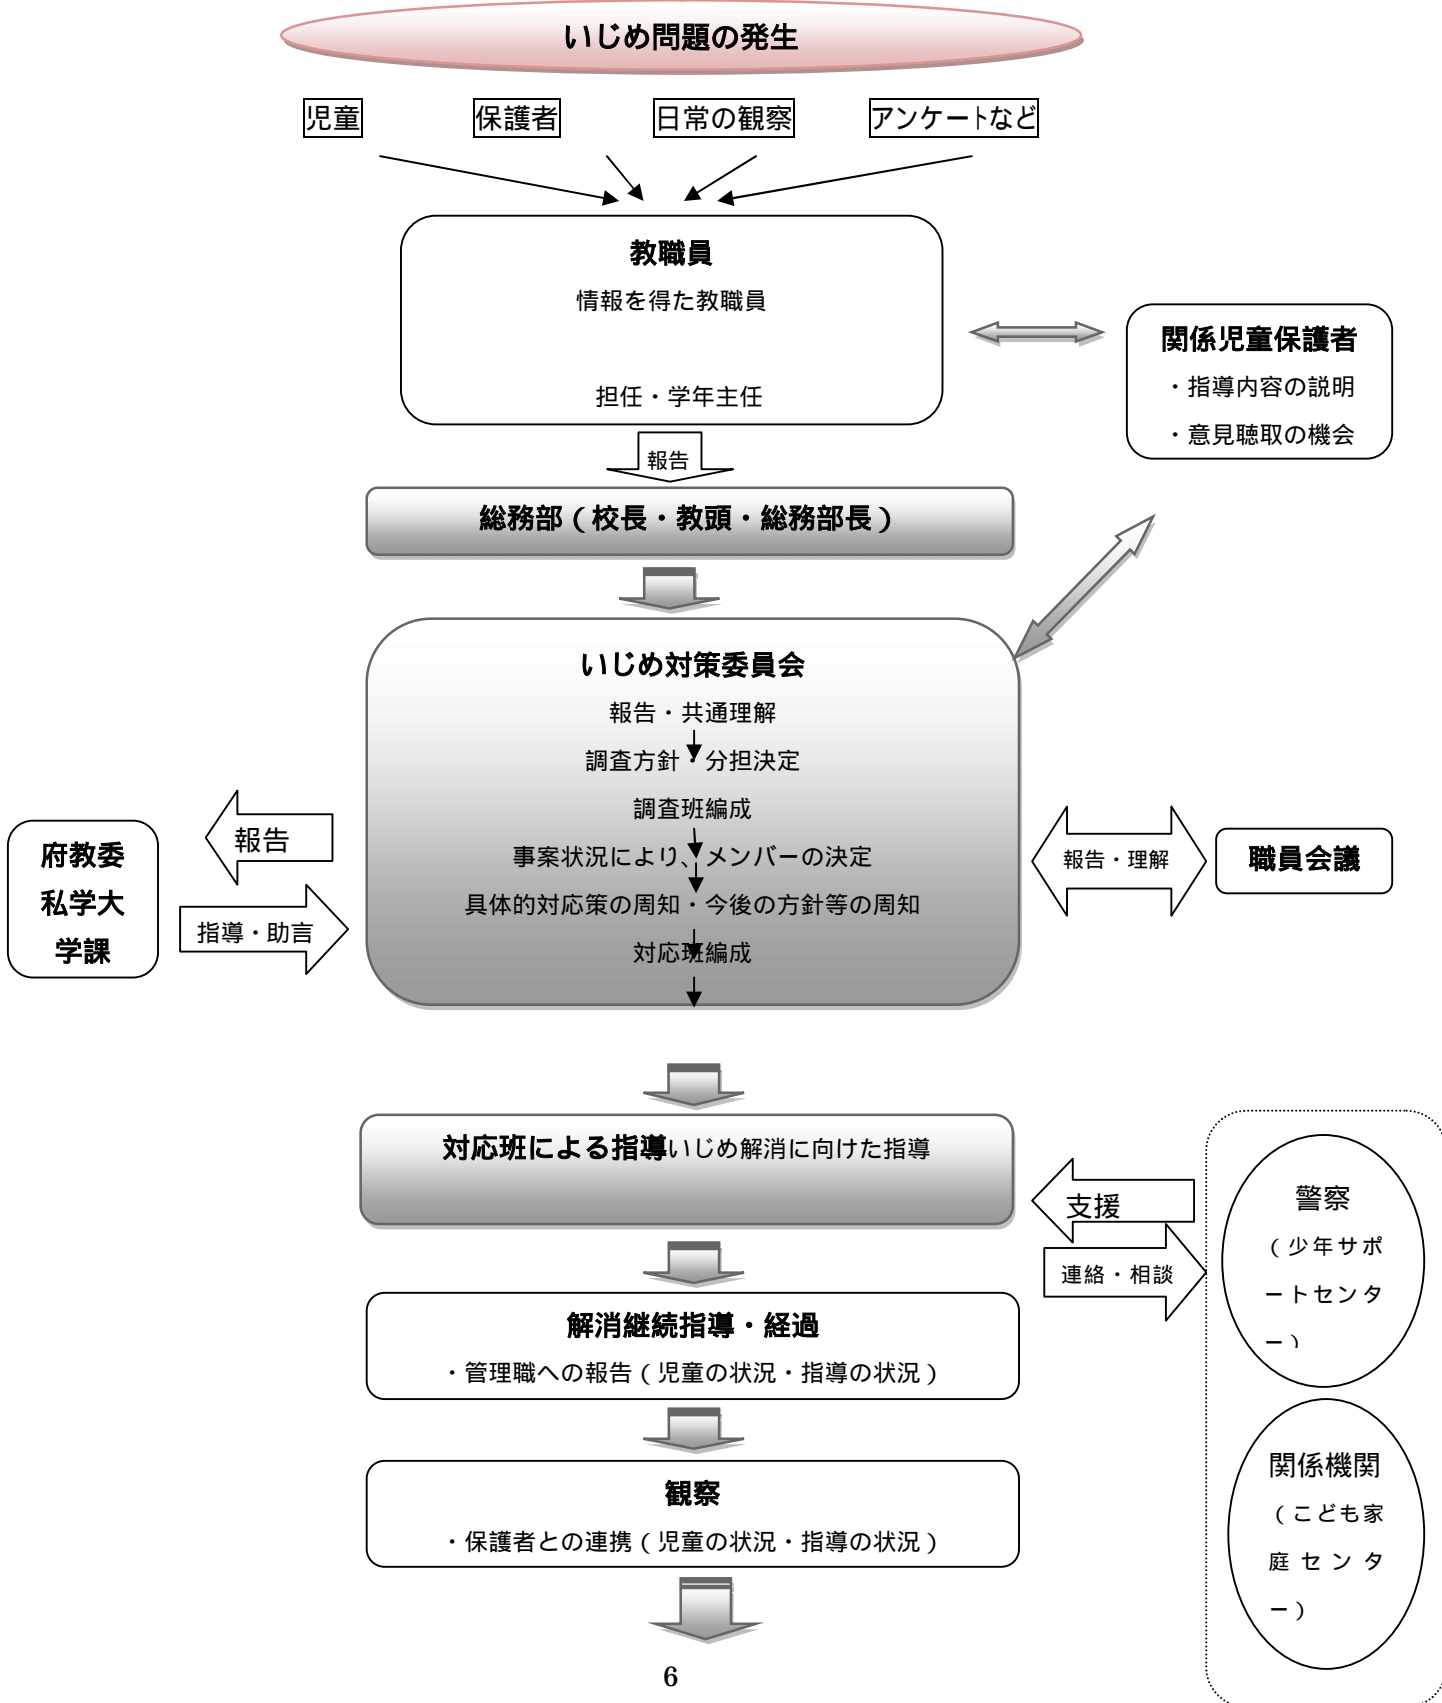 いじめ問題の発生
児童
保護者
日常の観察
アンケートなど
教職員
情報を得た教職員
担任・学年主任
関係児童保護者
・指導内容の説明
・意見聴取の機会
報告
総務部（校長・教頭・総務部長）
いじめ対策委員会
報告・共通理解
調査方針・分担決定
調査班編成
事案状況により、メンバーの決定
具体的対応策の周知・今後の方針等の周知
対応班編成
報告
指導・助言
府教委
私学大
学課
報告・理解
職員会議
対応班による指導いじめ解消に向けた指導
支援
連絡・相談
警察
（少年サポ
ートセンタ
ー）
解消継続指導・経過
・管理職への報告（児童の状況・指導の状況）
観察
・保護者との連携（児童の状況・指導の状況）
関係機関
（こども家
庭センタ
ー）
6